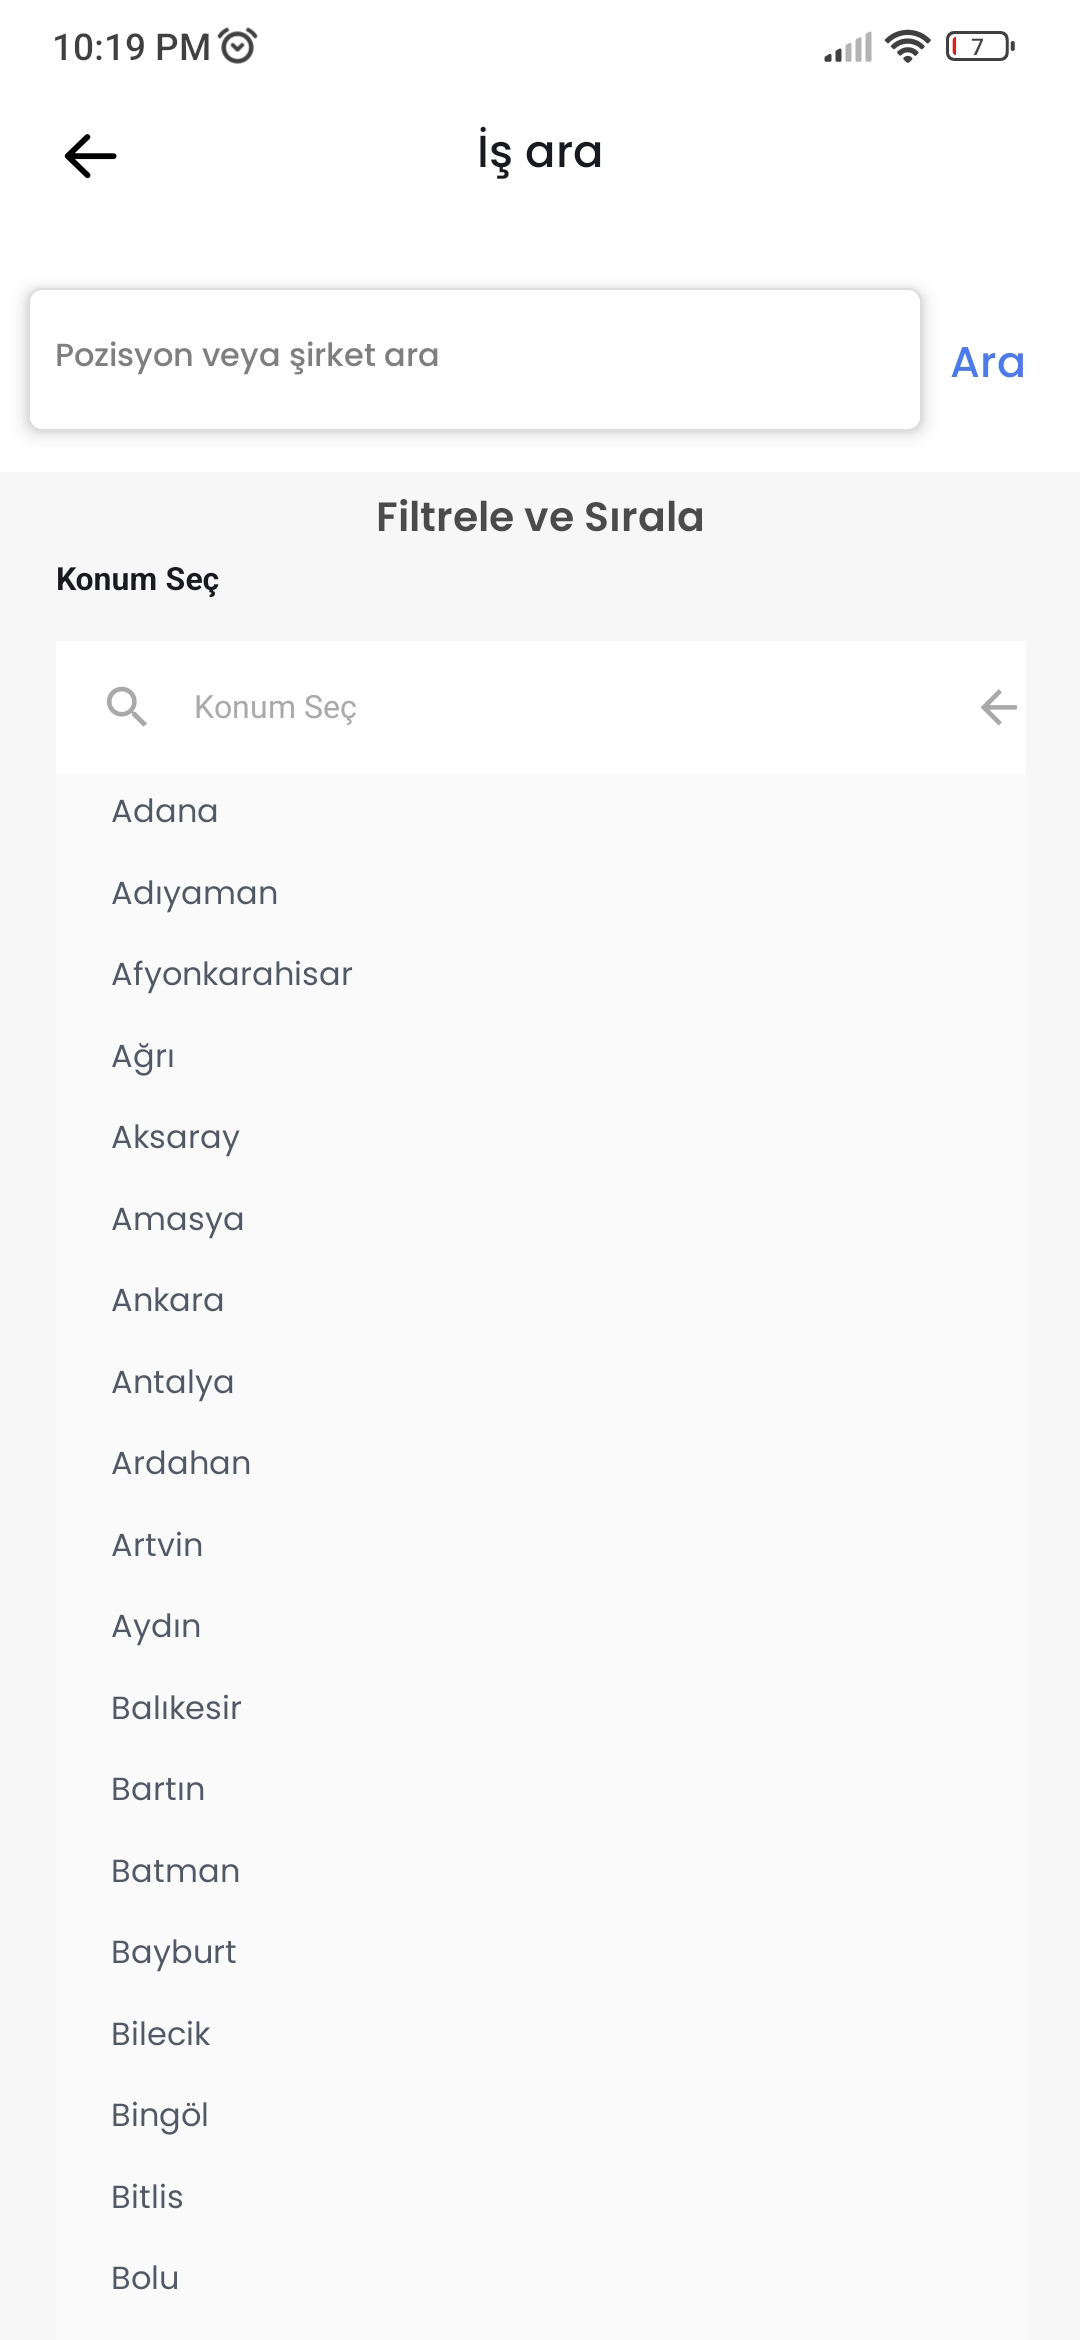 10:19 PM
7
İş ara
Pozisyon veya şirket ara
Ara
Filtrele ve Sırala
Konum Seç
Konum Seç
Adana
Adıyaman
Afyonkarahisar
Ağrı
Aksaray
Amasya
Ankara
Antalya
Ardahan
Artvin
Aydın
Balıkesir
Bartın
Batman
Bayburt
Bilecik
Bingöl
Bitlis
Bolu